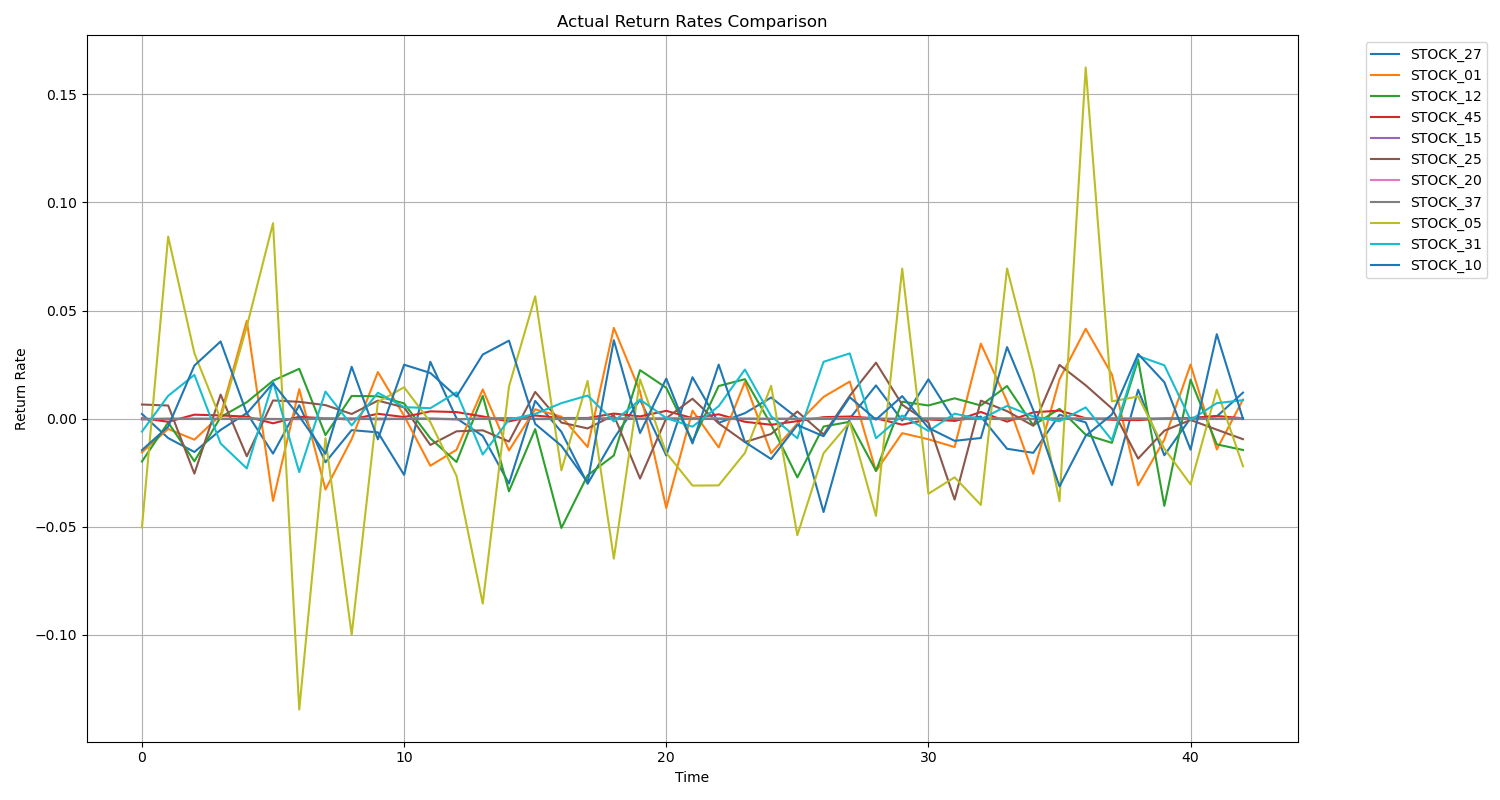 Actual Return Rates Comparison
STOCK_27
STOCK_01
STOCK_12
STOCK_45
STOCK_15
STOCK_25
STOCK_20
STOCK_37
STOCK_05
STOCK_31
STOCK_10
Return Rate
0.15
0.10
0.05
0.00
−0.05
−0.10
0 10 20 30 40
Time